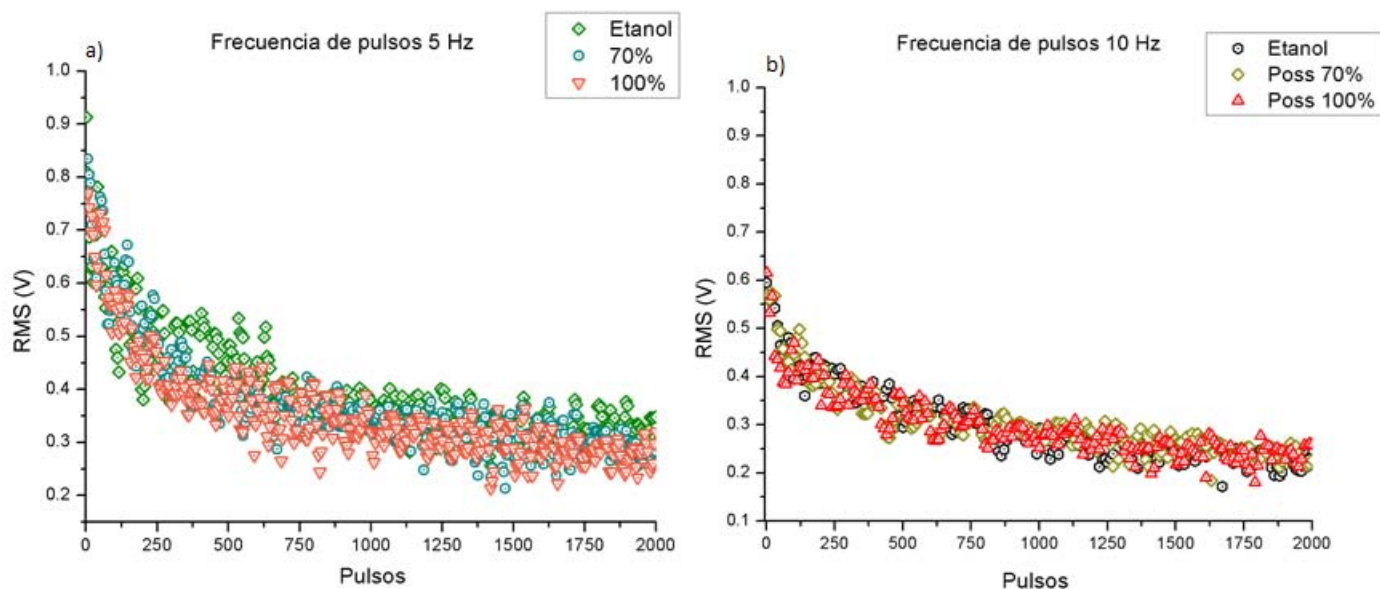 a)
Frecuencia de pulsos 5 Hz
Etanol
70%
100%
1.0
0.9
0.8
0.7
0.6
0.5
0.4
0.3
0.2
RMS (V)
0 250 500 750 1000 1250 1500 1750 2000
Pulsos
b)
Frecuencia de pulsos 10 Hz
Etanol
Poss 70%
Poss 100%
1.0
0.9
0.8
0.7
0.6
0.5
0.4
0.3
0.2
0.1
RMS (V)
0 250 500 750 1000 1250 1500 1750 2000
Pulsos